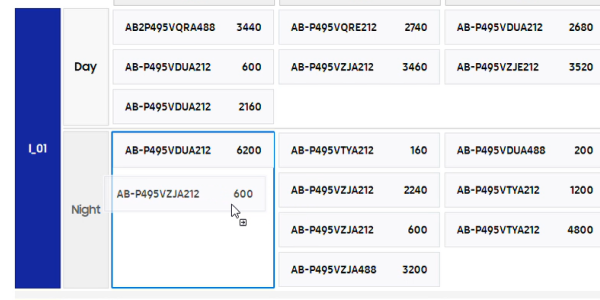 AB2P495VQRA488 3440 AB-P495VQRE212 2740 AB-P495VDUA212 2680
Day AB-P495VDUA212 600 AB-P495VZJA212 3460 AB-P495VZJE212 3520
AB-P495VDUA212 2160
I_01 AB-P495VDUA212 6200 AB-P495VTYA212 160 AB-P495VDUA488 200
AB-P495VZJA212 600 AB-P495VZJA212 2240 AB-P495VTYA212 1200
Night AB-P495VZJA212 600 AB-P495VTYA212 4800
AB-P495VZJA488 3200